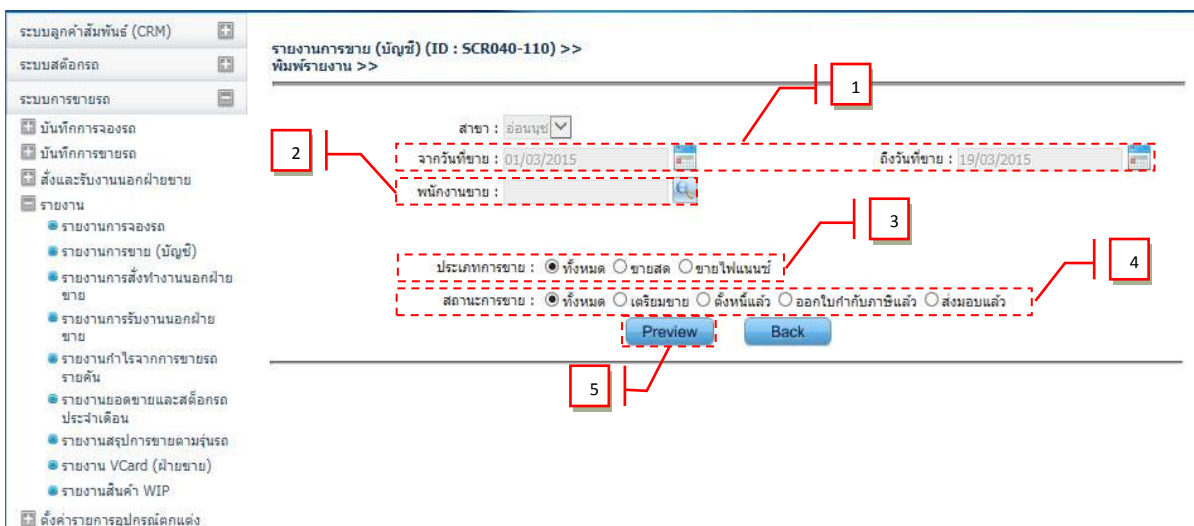 ระบบลูกค้าสัมพันธ์ (CRM)
ระบบสต๊อกรถ
ระบบการขายรถ
บันทึกการจองรถ
บันทึกการขายรถ
สั่งและรับงานนอกฝ่ายขาย
รายงาน
รายงานการจองรถ
รายงานการขาย (บัญชี)
รายงานการสั่งทำงานนอกฝ่าย
ขาย
รายงานการรับงานนอกฝ่าย
ขาย
รายงานกำไรจากการขายรถ
รายคัน
รายงานยอดขายและสต็อกรถ
ประจำเดือน
รายงานสรุปการขายตามรุ่นรถ
รายงาน VCard (ฝ่ายขาย)
รายงานสินค้า WIP
ตั้งค่ารายการอุปกรณ์ตกแต่ง
รายงานการขาย (บัญชี) (ID : SCR040-110) >>
พิมพ์รายงาน >>
1
สาขา : อ่อนนุช
2
จากวันที่ขาย : 01/03/2015 ถึงวันที่ขาย : 19/03/2015
พนักงานขาย :
3
ประเภทการขาย : ทั้งหมด ขายสด ขายไฟแนนซ์
4
สถานะการขาย : ทั้งหมด เตรียมขาย ตั้งหนี้แล้ว ออกใบกำกับภาษีแล้ว ส่งมอบแล้ว
Preview Back
5